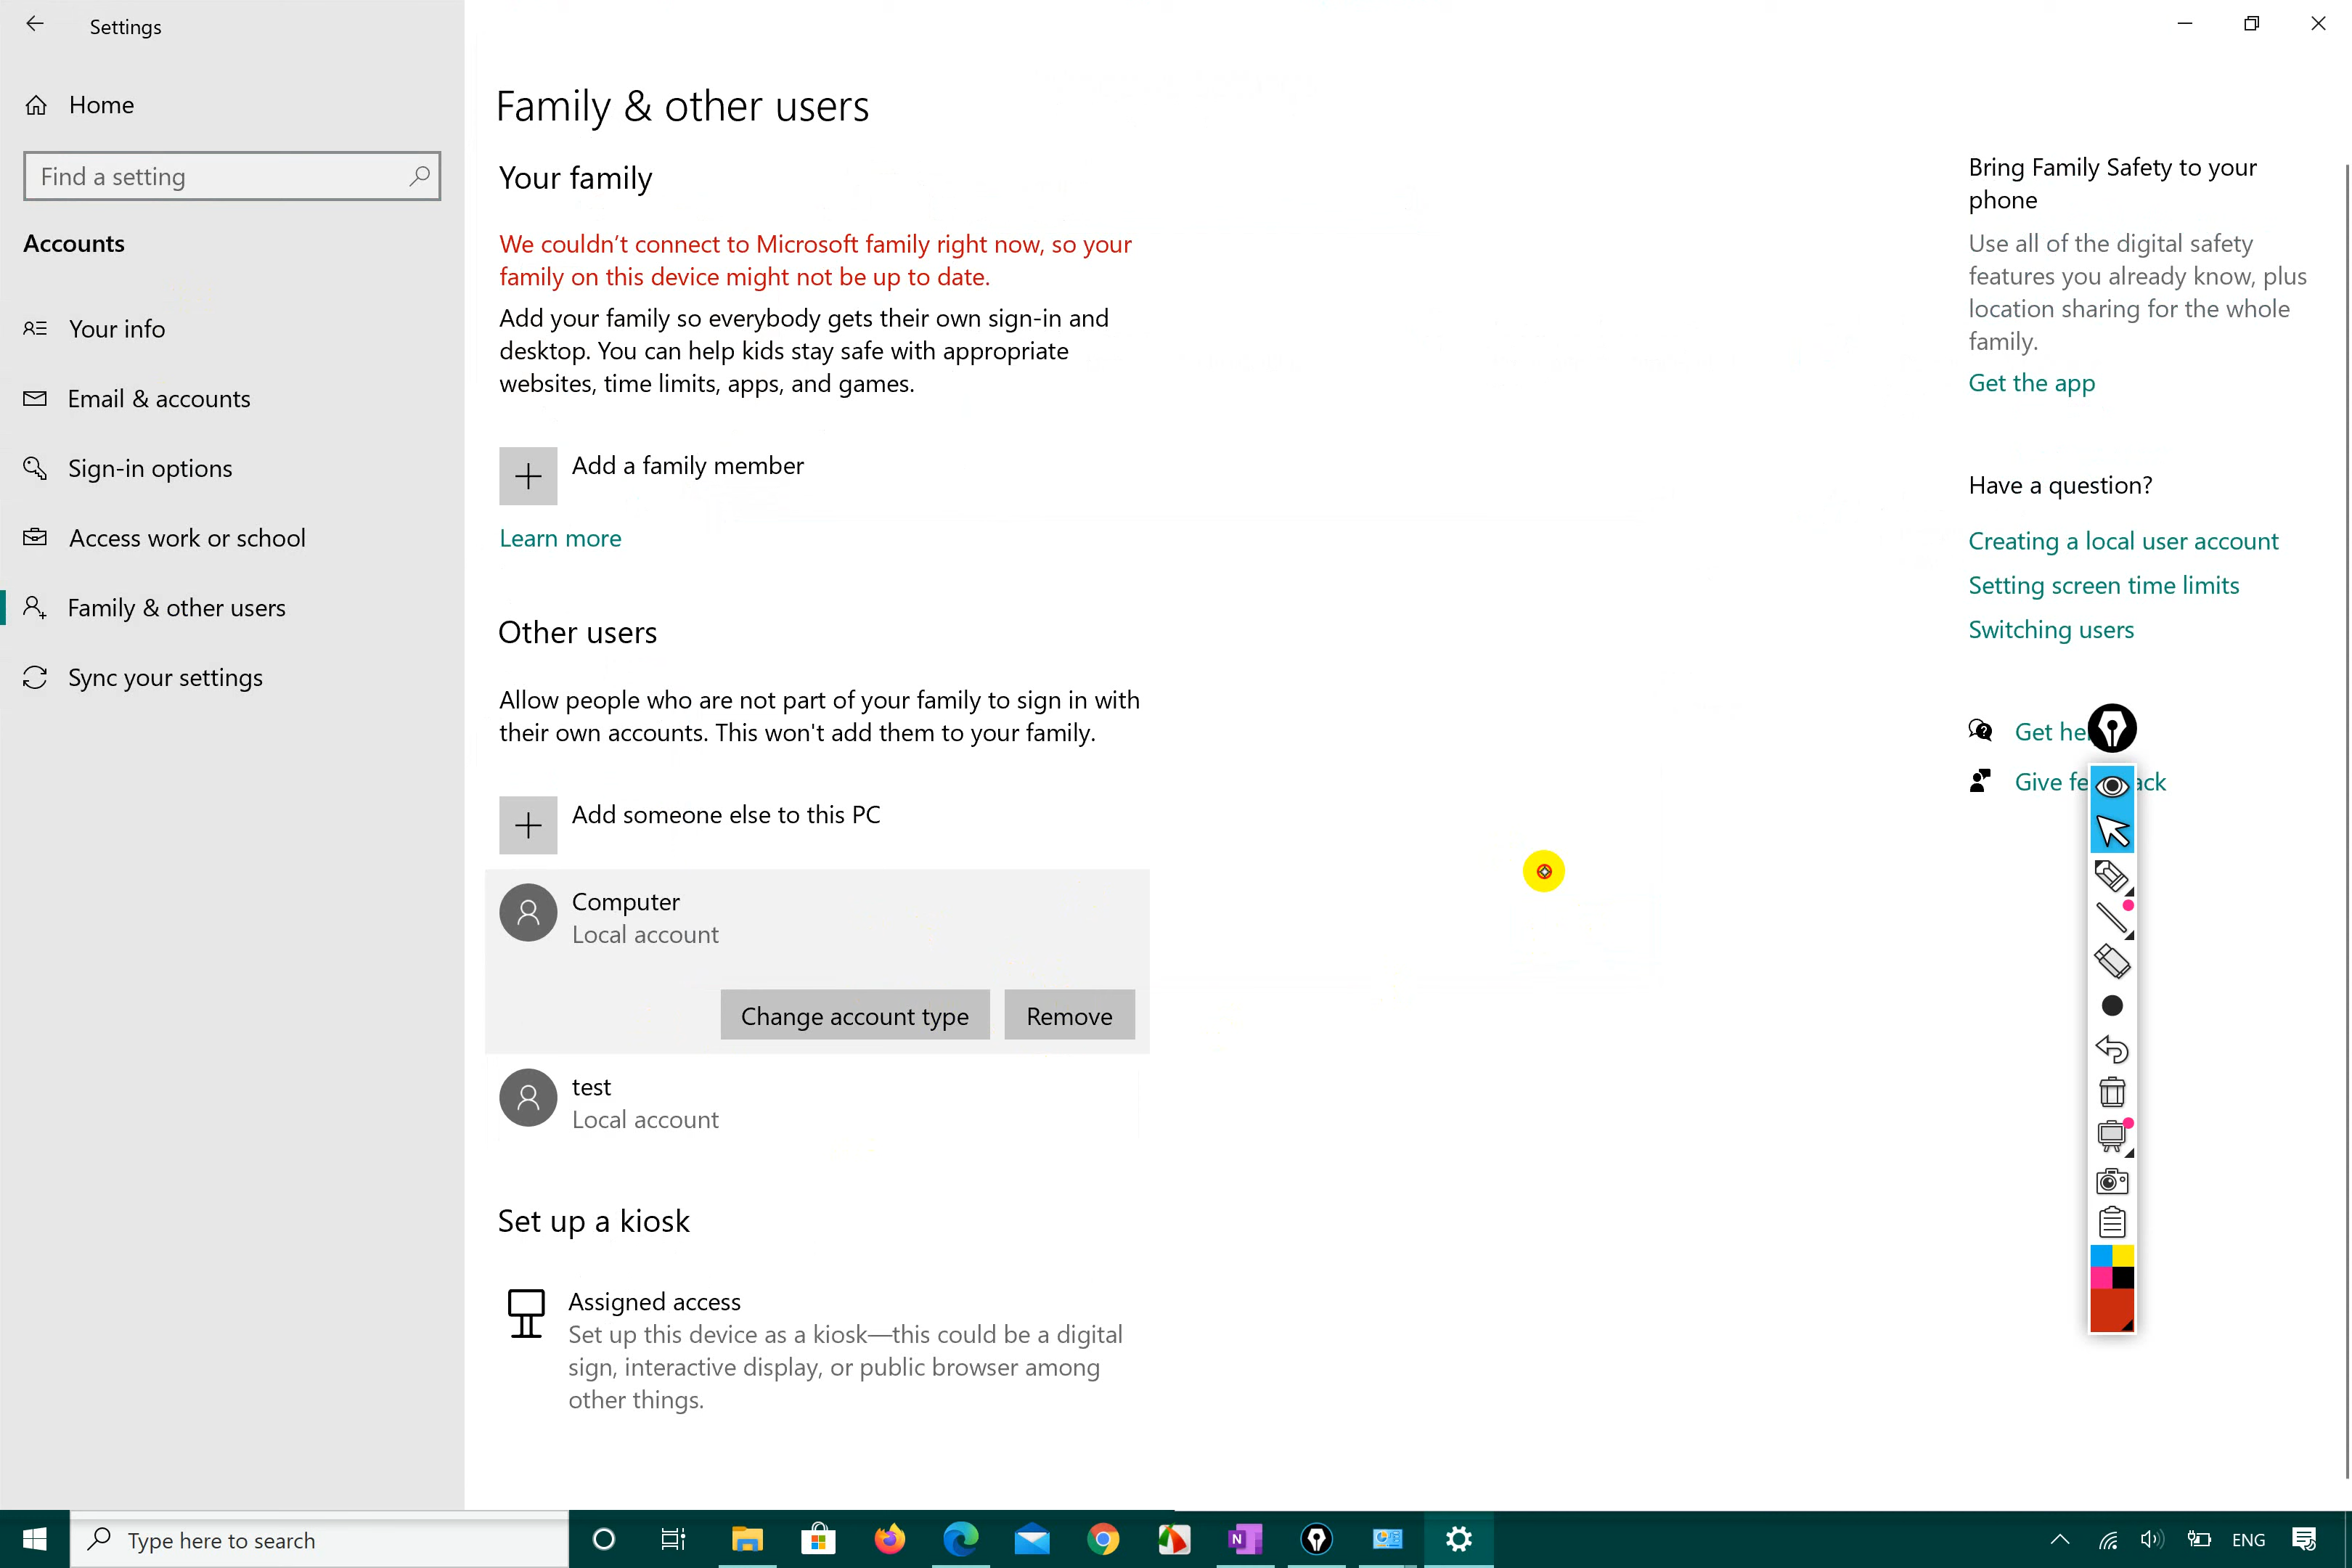 Settings
Home
Find a setting
Accounts
Your info
Email & accounts
Sign-in options
Access work or school
Family & other users
Sync your settings
Family & other users
Your family
We couldn’t connect to Microsoft family right now, so your
family on this device might not be up to date.
Add your family so everybody gets their own sign-in and
desktop. You can help kids stay safe with appropriate
websites, time limits, apps, and games.
Add a family member
Learn more
Other users
Allow people who are not part of your family to sign in with
their own accounts. This won't add them to your family.
Add someone else to this PC
Computer
Local account
Change account type
Remove
test
Local account
Set up a kiosk
Assigned access
Set up this device as a kiosk—this could be a digital
sign, interactive display, or public browser among
other things.
Bring Family Safety to your
phone
Use all of the digital safety
features you already know, plus
location sharing for the whole
family.
Get the app
Have a question?
Creating a local user account
Setting screen time limits
Switching users
Get he
Give fe ck
Type here to search
N
ENG